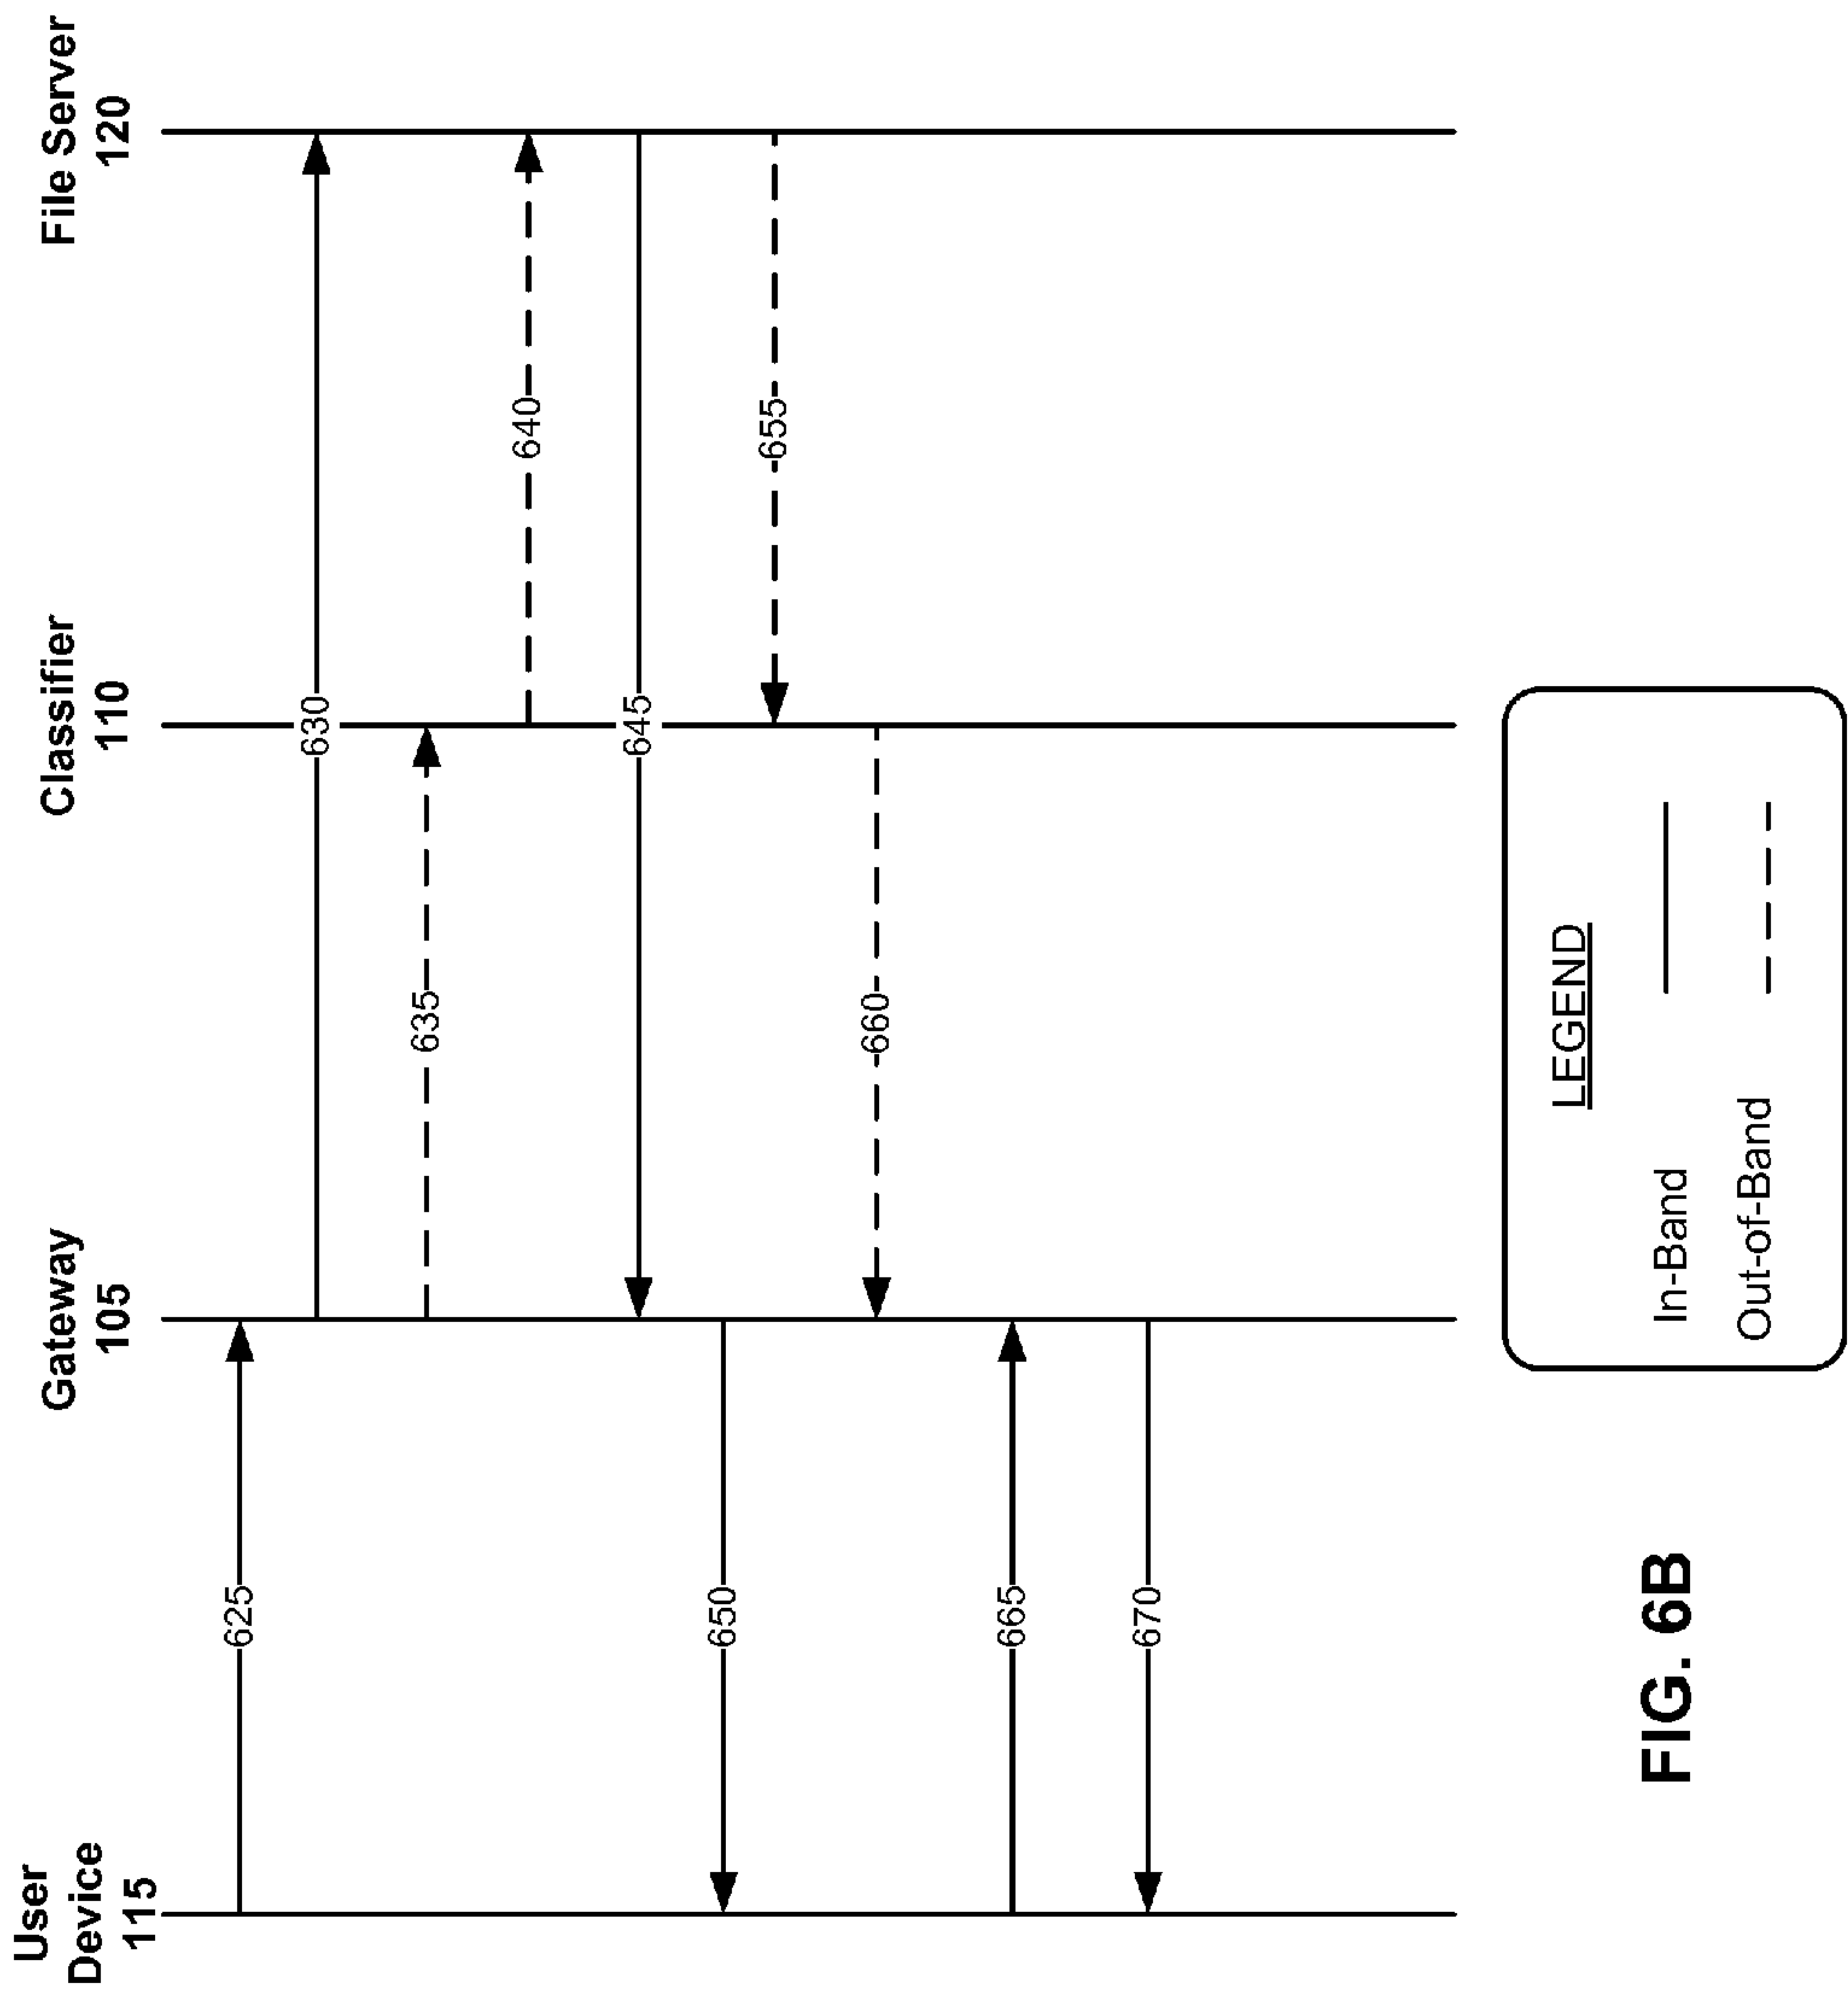 User
Device
115
Gateway
105
Classifier
110
File Server
120
625
630
635
640
645
650
655
660
665
670
LEGEND
In-Band
Out-of-Band
FIG. 6B